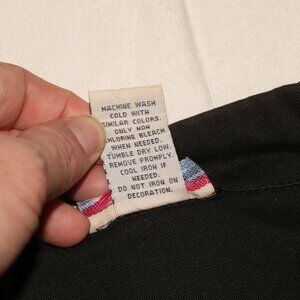 MACHINE WASH
COLD WITH
SIMILAR COLORS.
ONLY NON
CHLORINE BLEACH
WHEN NEEDED.
TUMBLE DRY LOW.
REMOVE PROMPLY.
COOL IRON IF
NEEDED.
DO NOT IRON ON
DECORATION.